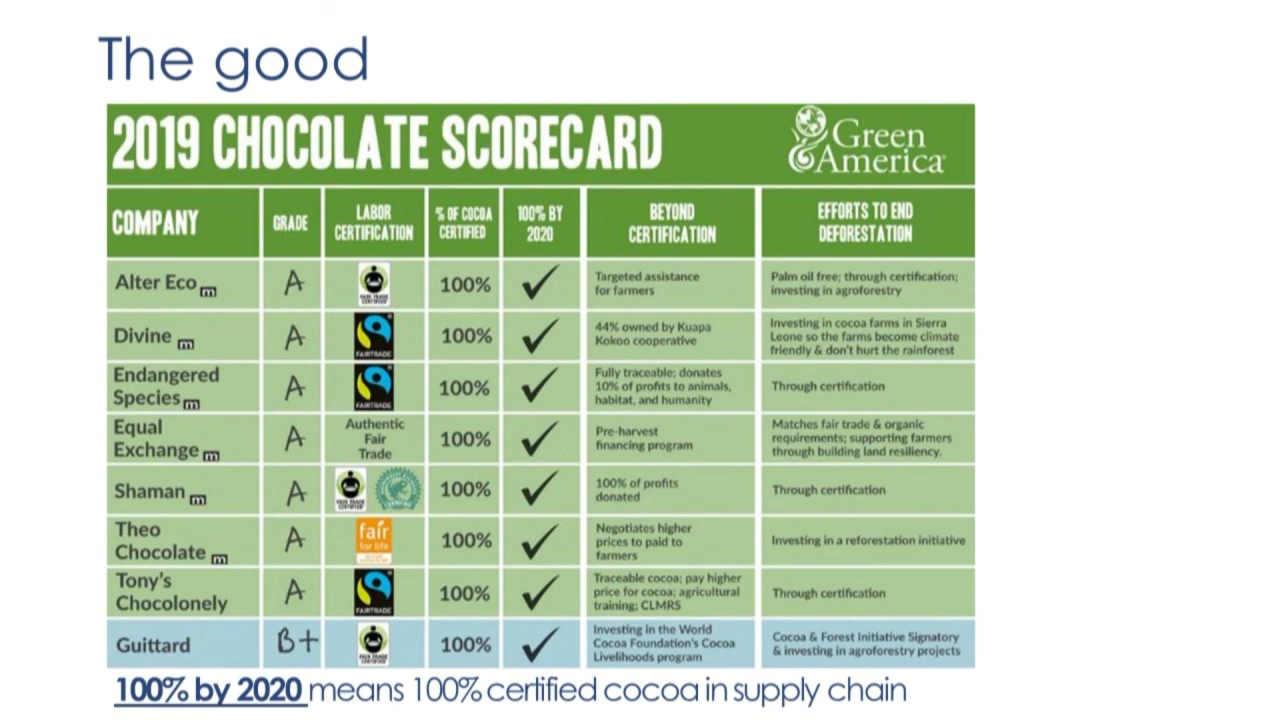 The good
2019 CHOCOLATE SCORECARD
Green
America
COMPANY
GRADE
LABOR
CERTIFICATION
% OF COCOA
CERTIFIED
100% BY
2020
BEYOND
CERTIFICATION
EFFORTS TO END
DEFORESTATION
Alter Eco m
A
FAIR TRADE
CERTIFIED
100%
Targeted assistance
for farmers
Palm oil free; through certification;
investing in agroforestry
Divine m
A
FAIRTRADE
100%
44% owned by Kuapa
Kokoo cooperative
Investing in cocoa farms in Sierra
Leone so the farms become climate
friendly & don't hurt the rainforest
Endangered
Species m
A
FAIRTRADE
100%
Fully traceable; donates
10% of profits to animals,
habitat, and humanity
Through certification
Equal
Exchange m
A
Authentic
Fair
Trade
100%
Pre-harvest
financing program
Matches fair trade & organic
requirements; supporting farmers
through building land resiliency.
Shaman m
A
FAIR TRADE
CERTIFIED
100%
100% of profits
donated
Through certification
Theo
Chocolate m
A
fair
for life
100%
Negotiates higher
prices to paid to
farmers
Investing in a reforestation initiative
Tony's
Chocolonely
A
FAIRTRADE
100%
Traceable cocoa; pay higher
price for cocoa; agricultural
training; CLMRS
Through certification
Guittard
B+
FAIR TRADE
CERTIFIED
100%
Investing in the World
Cocoa Foundation's Cocoa
Livelihoods program
Cocoa & Forest Initiative Signatory
& investing in agroforestry projects
100% by 2020 means 100% certified cocoa in supply chain